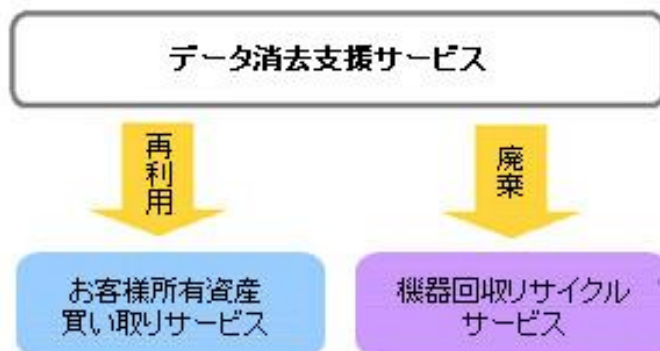 データ消去支援サービス
再利用
廃棄
お客様所有資産
買い取りサービス
機器回収リサイクル
サービス